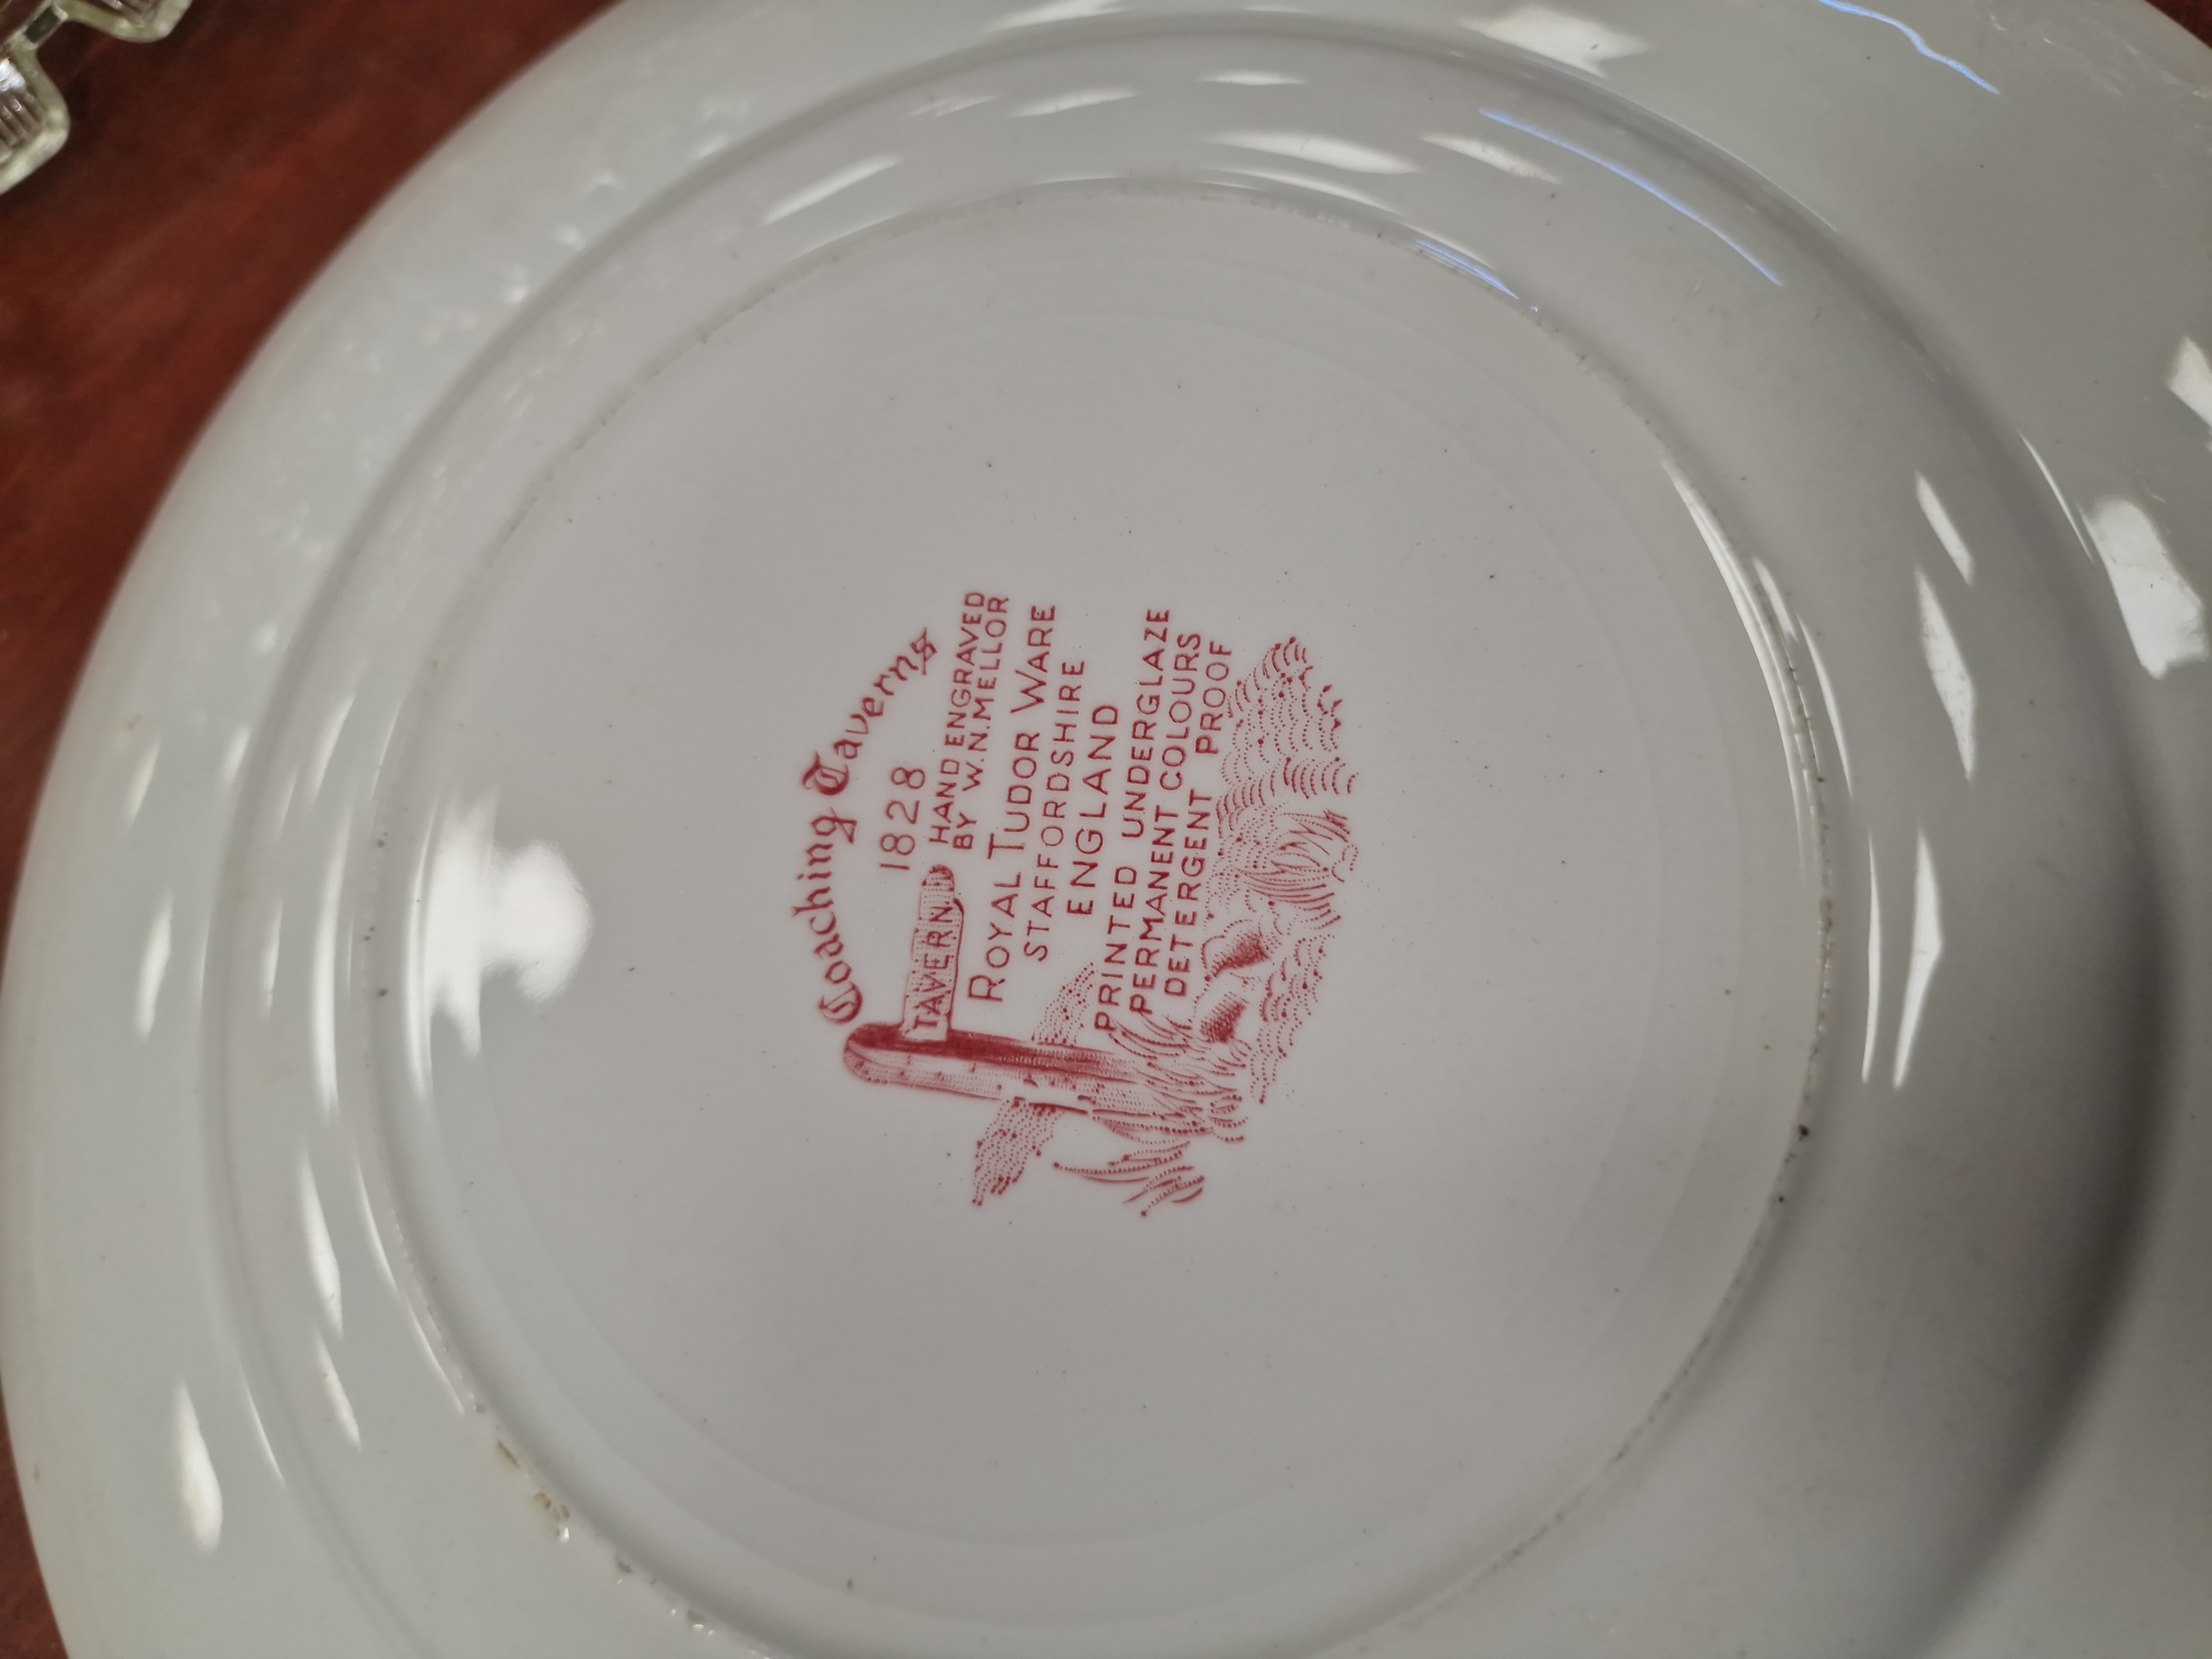 Coaching Taverns
1828
TAVERN
HAND ENGRAVED
BY W.N.MELLOR
ROYAL TUDOR WARE
STAFFORDSHIRE
ENGLAND
PRINTED UNDERGLAZE
PERMANENT COLOURS
DETERGENT PROOF